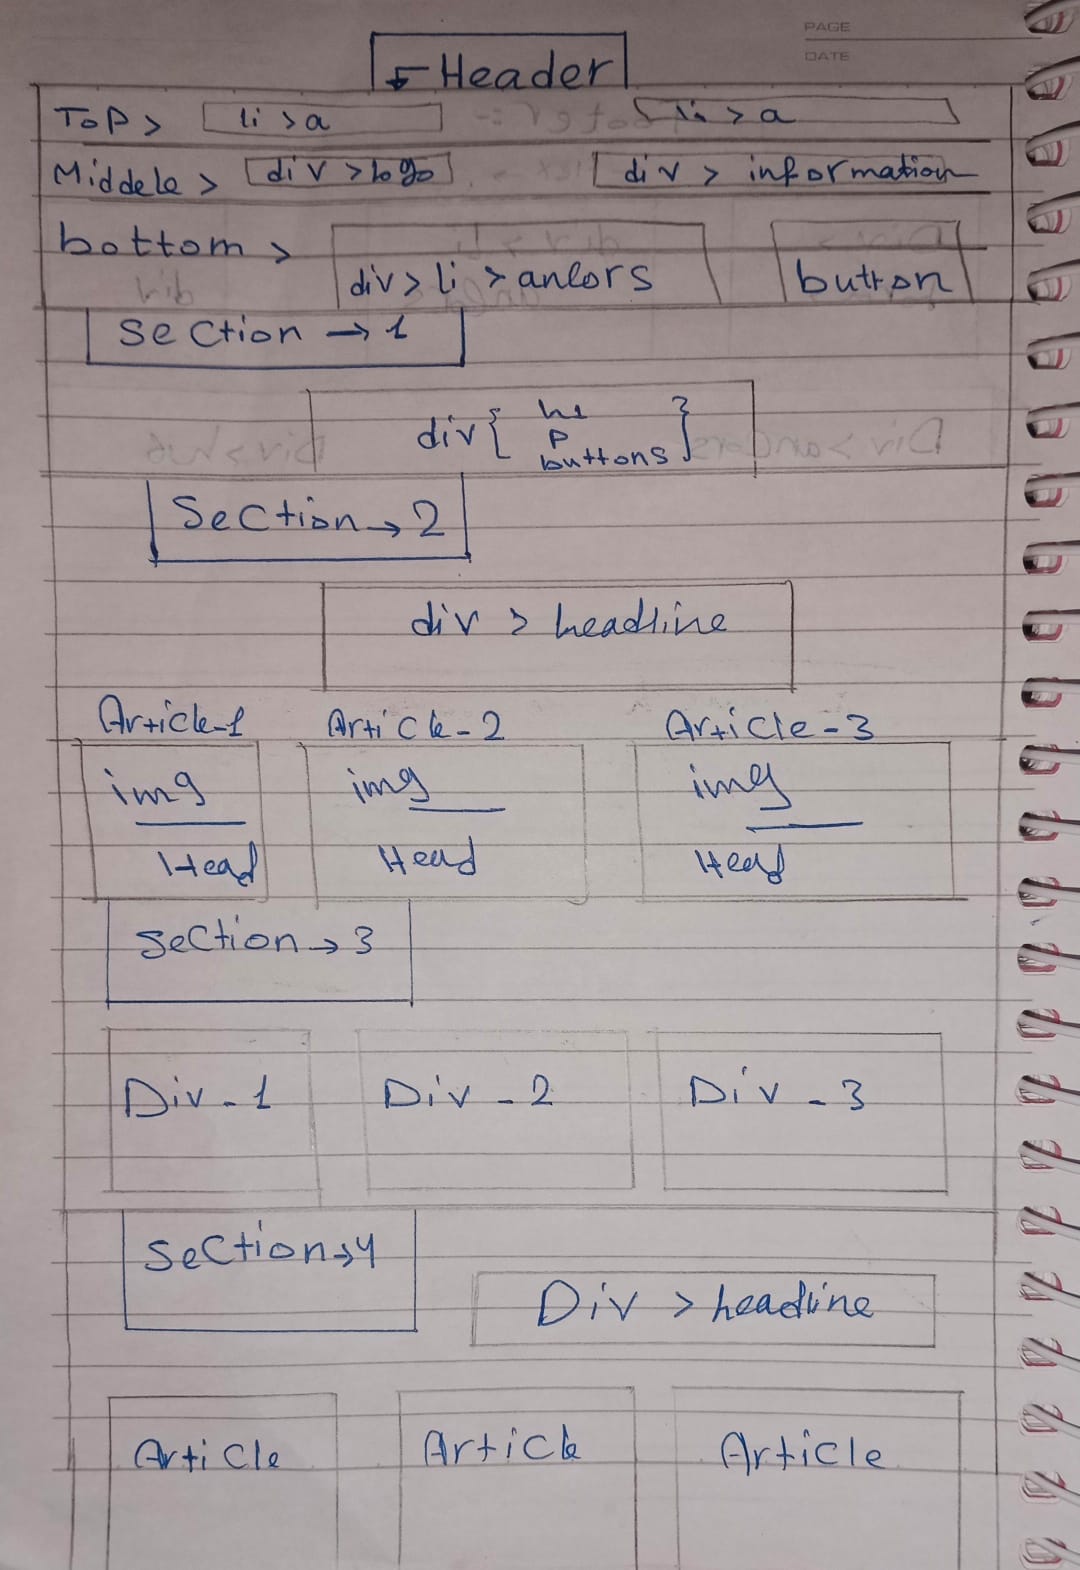 PAGE
DATE
Header
Top > li > a li > a
Middele > div > logo div > information
bottom >
div > li > anlors button
Section → 1
div { h1 }
p
buttons
Section → 2
div > headline
Article-1 Article-2 Article-3
img img img
Head Head Head
Section → 3
Div-1 Div-2 Div-3
Section → 4
Div > headline
Article Article Article